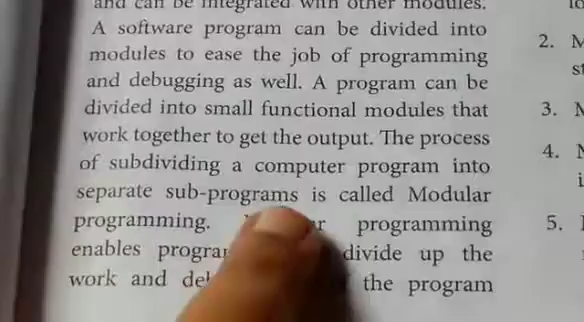 and can be integrated with other modules.
A software program can be divided into
modules to ease the job of programming
and debugging as well. A program can be
divided into small functional modules that
work together to get the output. The process
of subdividing a computer program into
separate sub-programs is called Modular
programming. programming
enables divide up the
work and the program
2.
3.
4.
5.